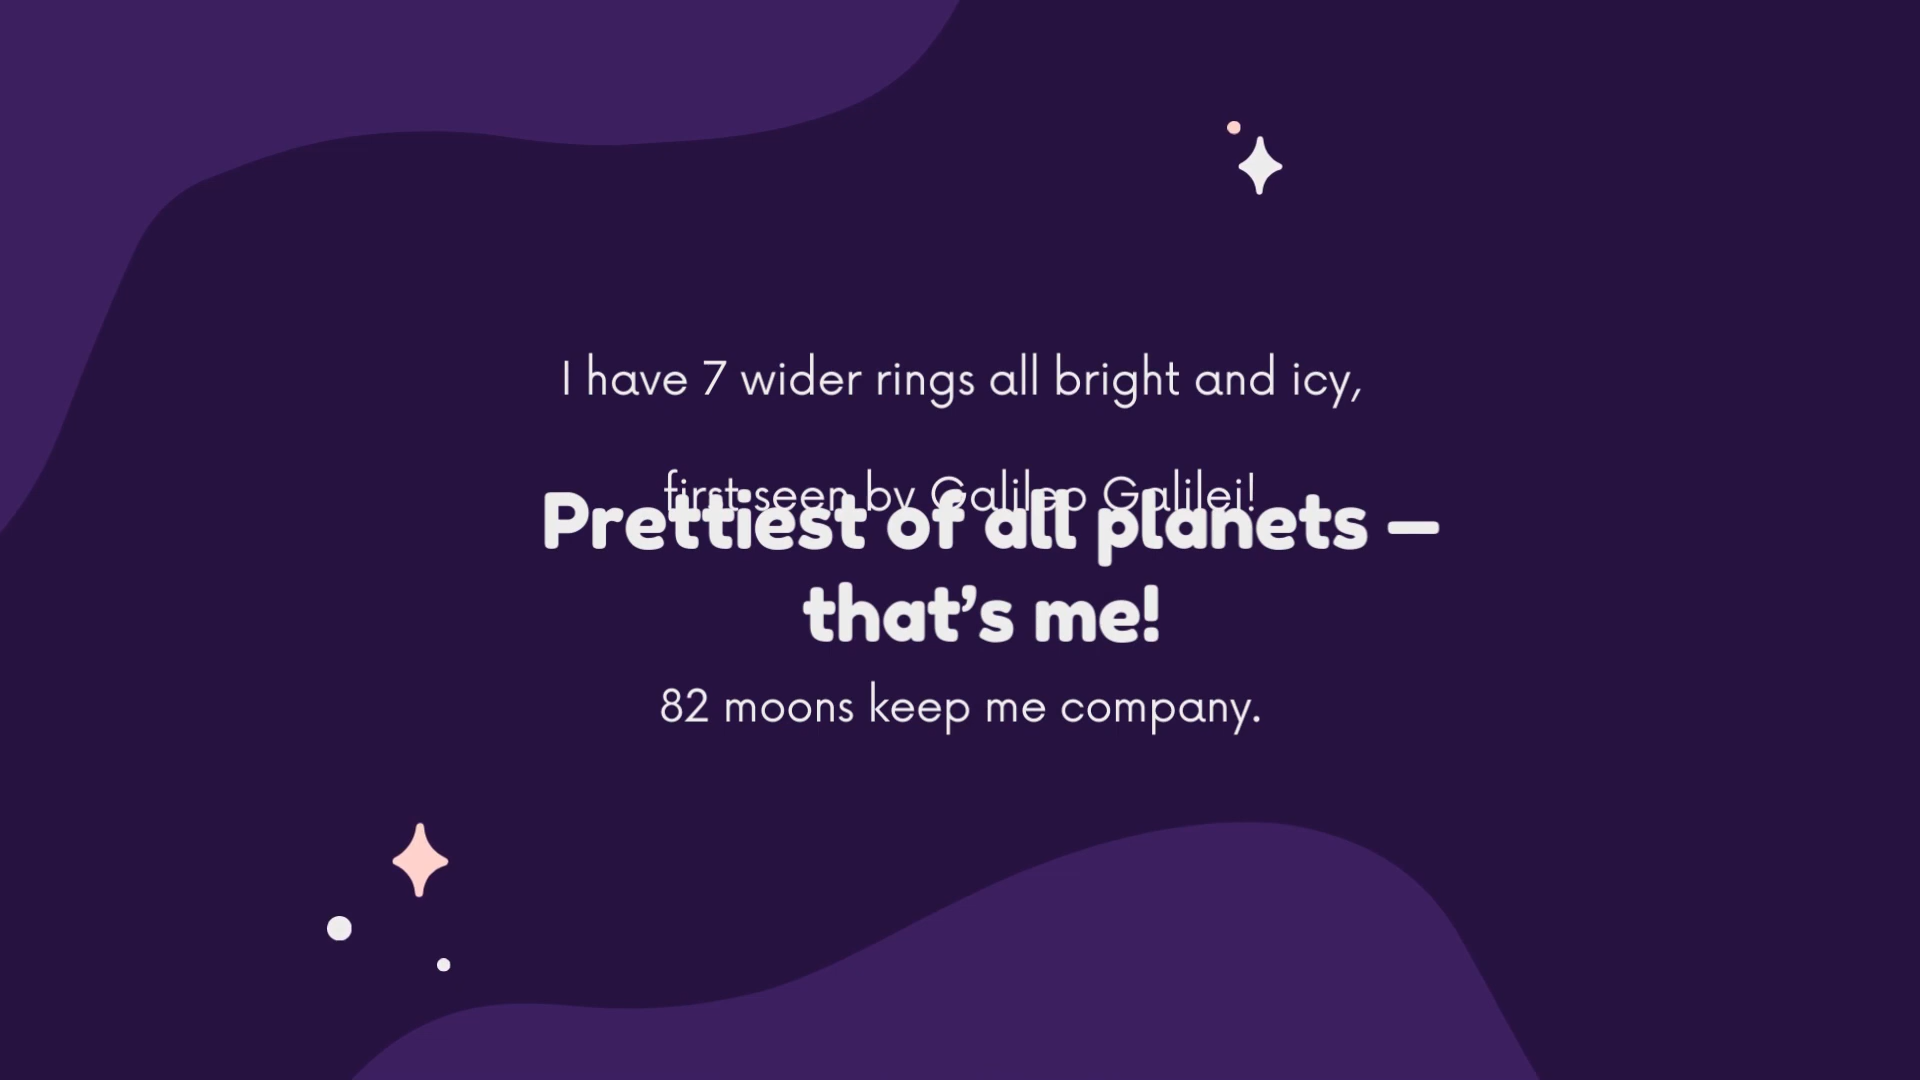 I have 7 wider rings all bright and icy,
first seen by Galileo Galilei!
Prettiest of all planets –
that’s me!
82 moons keep me company.